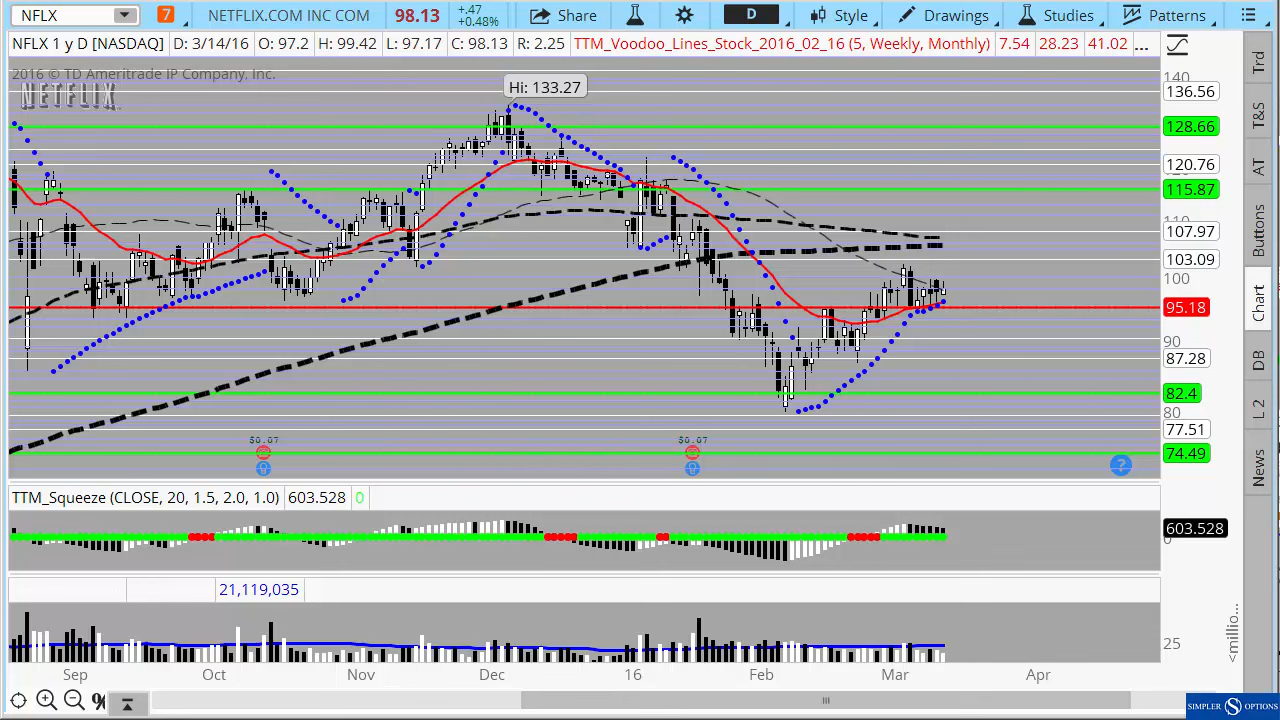 NFLX 7 NETFLIX.COM INC COM 98.13 +.47 +0.48% Share D Style Drawings Studies Patterns
NFLX 1 y D [NASDAQ] D: 3/14/16 O: 97.2 H: 99.42 L: 97.17 C: 98.13 R: 2.25 TTM_Voodoo_Lines_Stock_2016_02_16 (5, Weekly, Monthly) 7.54 28.23 41.02 ...
2016 © TD Ameritrade IP Company, Inc.
NETFLIX
Hi: 133.27
140
136.56
128.66
120.76
115.87
110
107.97
103.09
100
95.18
90
87.28
82.4
80
77.51
74.49
$0.07 $0.07
?
TTM_Squeeze (CLOSE, 20, 1.5, 2.0, 1.0) 603.528 0
603.528
0
21,119,035
25
<millio...
Sep Oct Nov Dec 16 Feb Mar Apr
%
Trd
T&S
AT
Buttons
Chart
DB
L 2
News
SIMPLER S OPTIONS